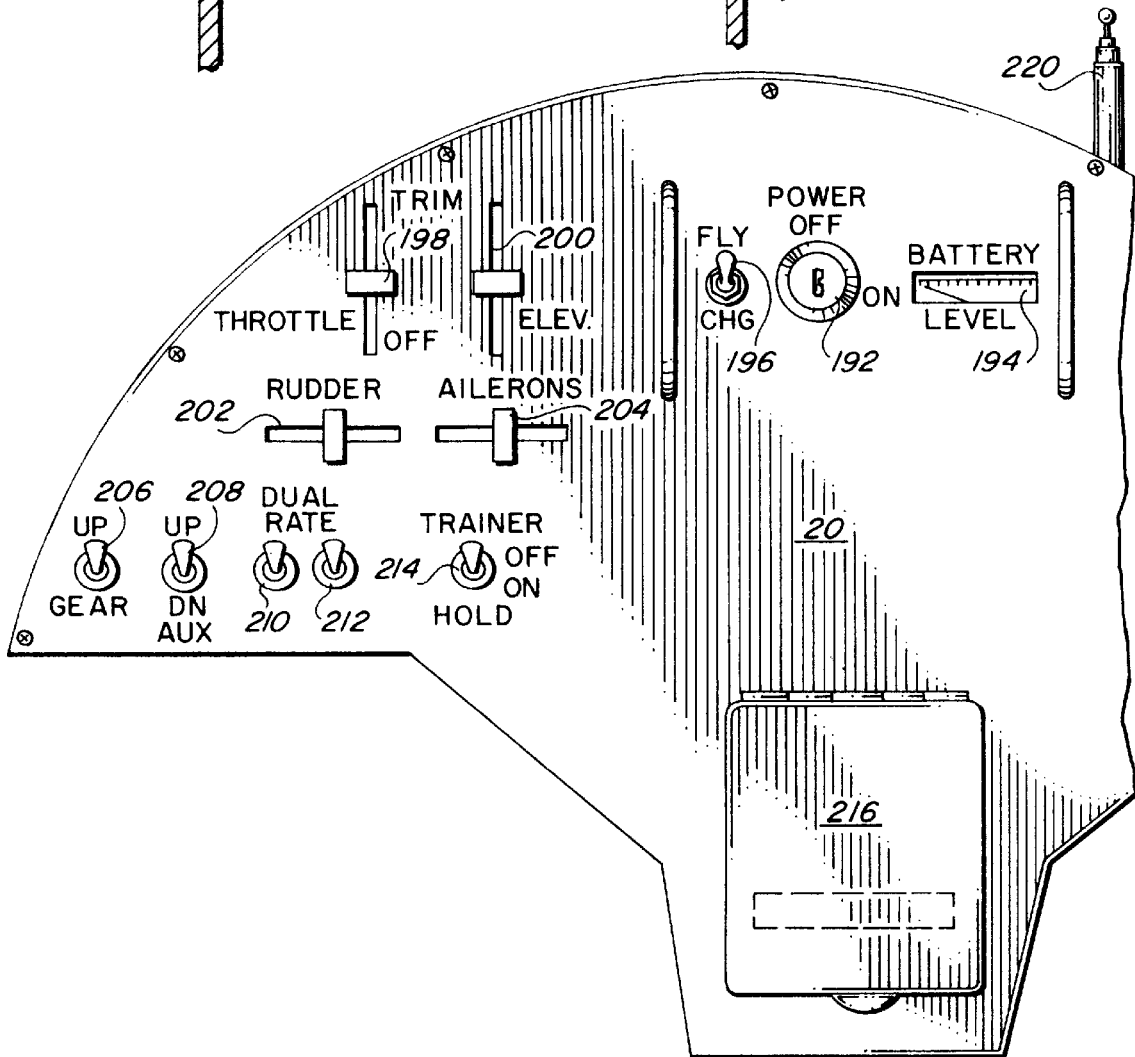 220
TRIM
198
200
THROTTLE
OFF
ELEV.
POWER
OFF
FLY
ON
CHG
BATTERY
LEVEL
196
192
194
RUDDER
AILERONS
202
204
206
208
UP
UP
DUAL
RATE
TRAINER
OFF
ON
HOLD
GEAR
DN
AUX
210
212
214
20
216